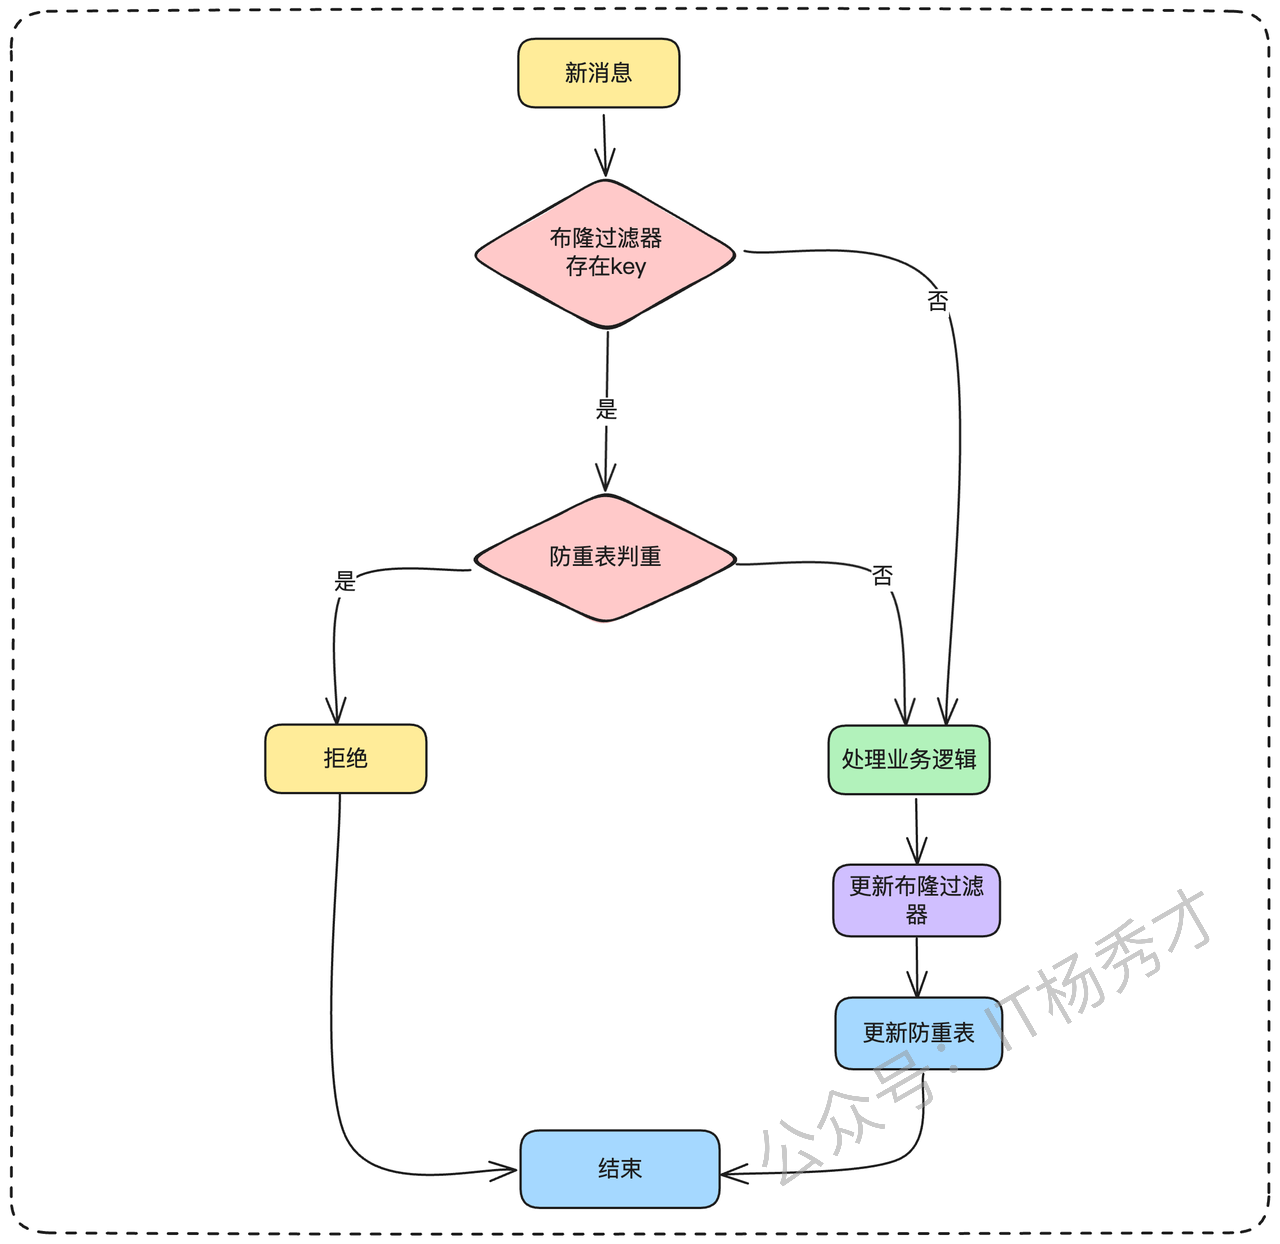 新消息
布隆过滤器
存在key
否
是
防重表判重
是
否
拒绝
处理业务逻辑
更新布隆过滤
器
更新防重表
结束
公众号：IT杨秀才